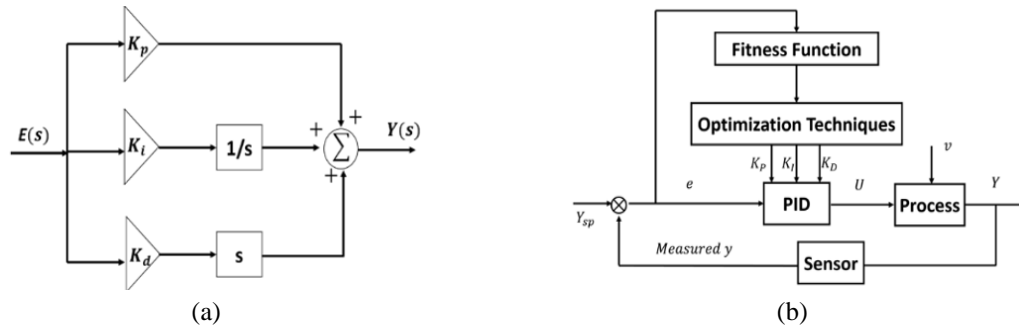 K_p
E(s)
K_i
1/s
+
+
+
Σ
Y(s)
K_d
s
(a)
Fitness Function
Optimization Techniques
K_P K_I K_D
v
e
U
Y
Y_sp
PID
Process
Measured y
Sensor
(b)